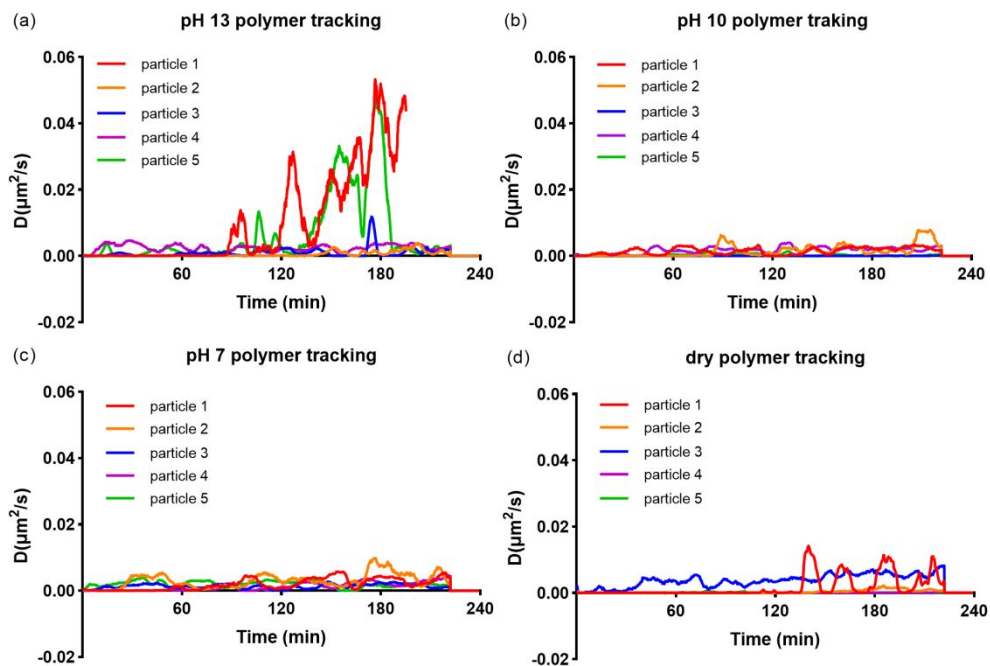 (a)
pH 13 polymer tracking
0.06
0.04
0.02
0.00
-0.02
D(µm²/s)
particle 1
particle 2
particle 3
particle 4
particle 5
60
120
180
240
Time (min)
(b)
pH 10 polymer traking
0.06
0.04
0.02
0.00
-0.02
D(µm²/s)
particle 1
particle 2
particle 3
particle 4
particle 5
60
120
180
240
Time (min)
(c)
pH 7 polymer tracking
0.06
0.04
0.02
0.00
-0.02
D(µm²/s)
particle 1
particle 2
particle 3
particle 4
particle 5
60
120
180
240
Time (min)
(d)
dry polymer tracking
0.06
0.04
0.02
0.00
-0.02
D(µm²/s)
particle 1
particle 2
particle 3
particle 4
particle 5
60
120
180
240
Time (min)